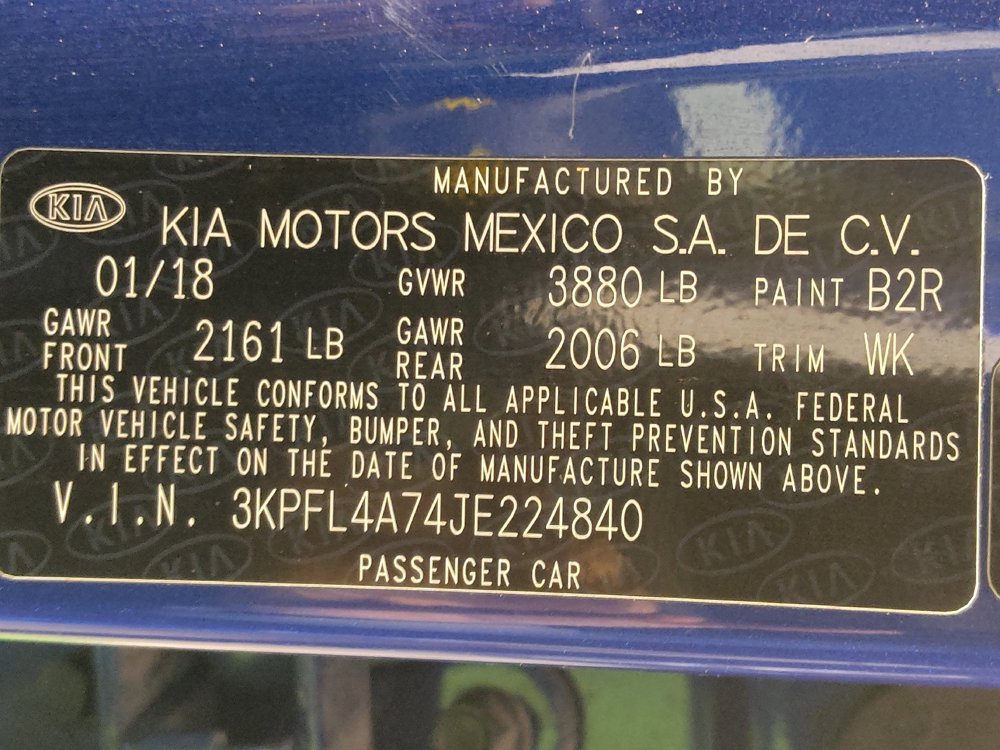 MANUFACTURED BY
KIA
KIA MOTORS MEXICO S.A. DE C.V.
01/18 GVWR 3880 LB PAINT B2R
GAWR FRONT 2161 LB GAWR REAR 2006 LB TRIM WK
THIS VEHICLE CONFORMS TO ALL APPLICABLE U.S.A. FEDERAL
MOTOR VEHICLE SAFETY, BUMPER, AND THEFT PREVENTION STANDARDS
IN EFFECT ON THE DATE OF MANUFACTURE SHOWN ABOVE.
V.I.N. 3KPFL4A74JE224840
PASSENGER CAR